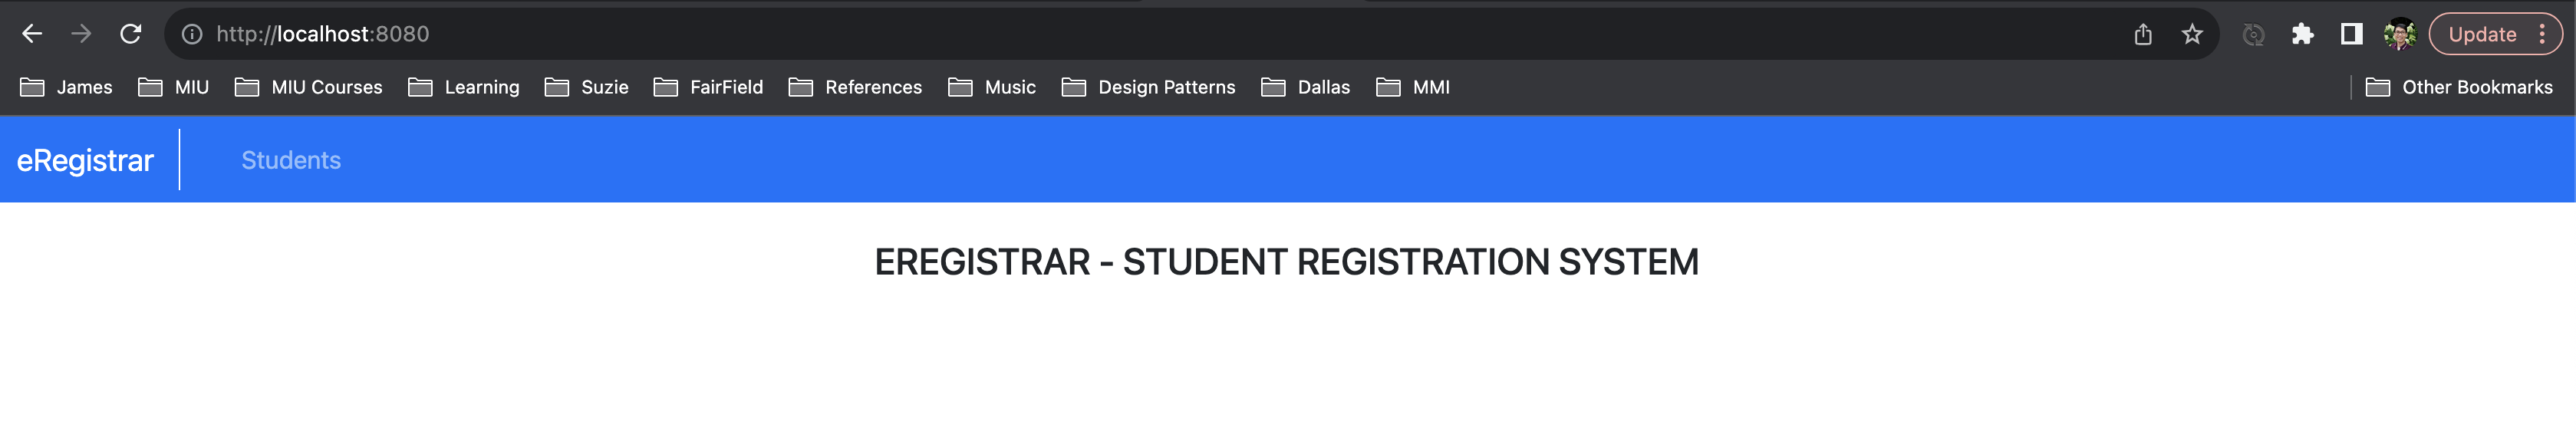 http://localhost:8080
Update
James MIU MIU Courses Learning Suzie FairField References Music Design Patterns Dallas MMI Other Bookmarks
eRegistrar Students
EREGISTRAR - STUDENT REGISTRATION SYSTEM